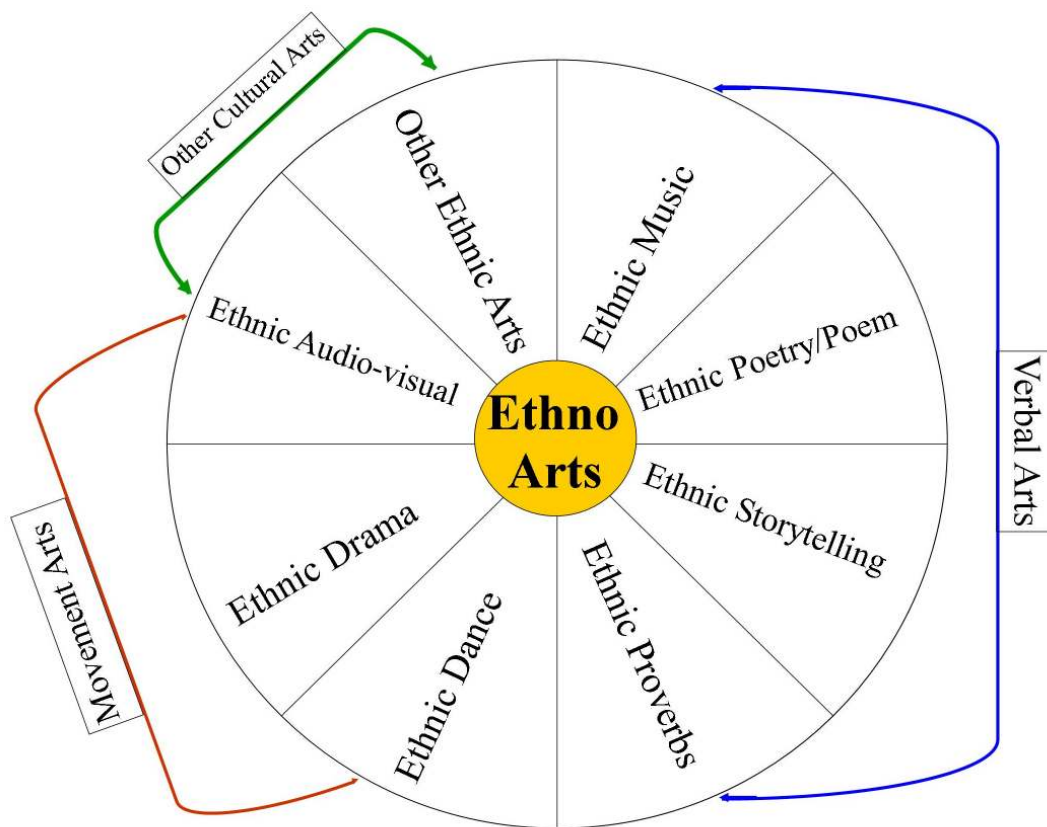 Other Cultural Arts
Other Ethnic Arts
Ethnic Music
Ethnic Audio-visual
Ethnic Poetry/Poem
Ethno
Arts
Verbal Arts
Ethnic Storytelling
Ethnic Drama
Movement Arts
Ethnic Dance
Ethnic Proverbs